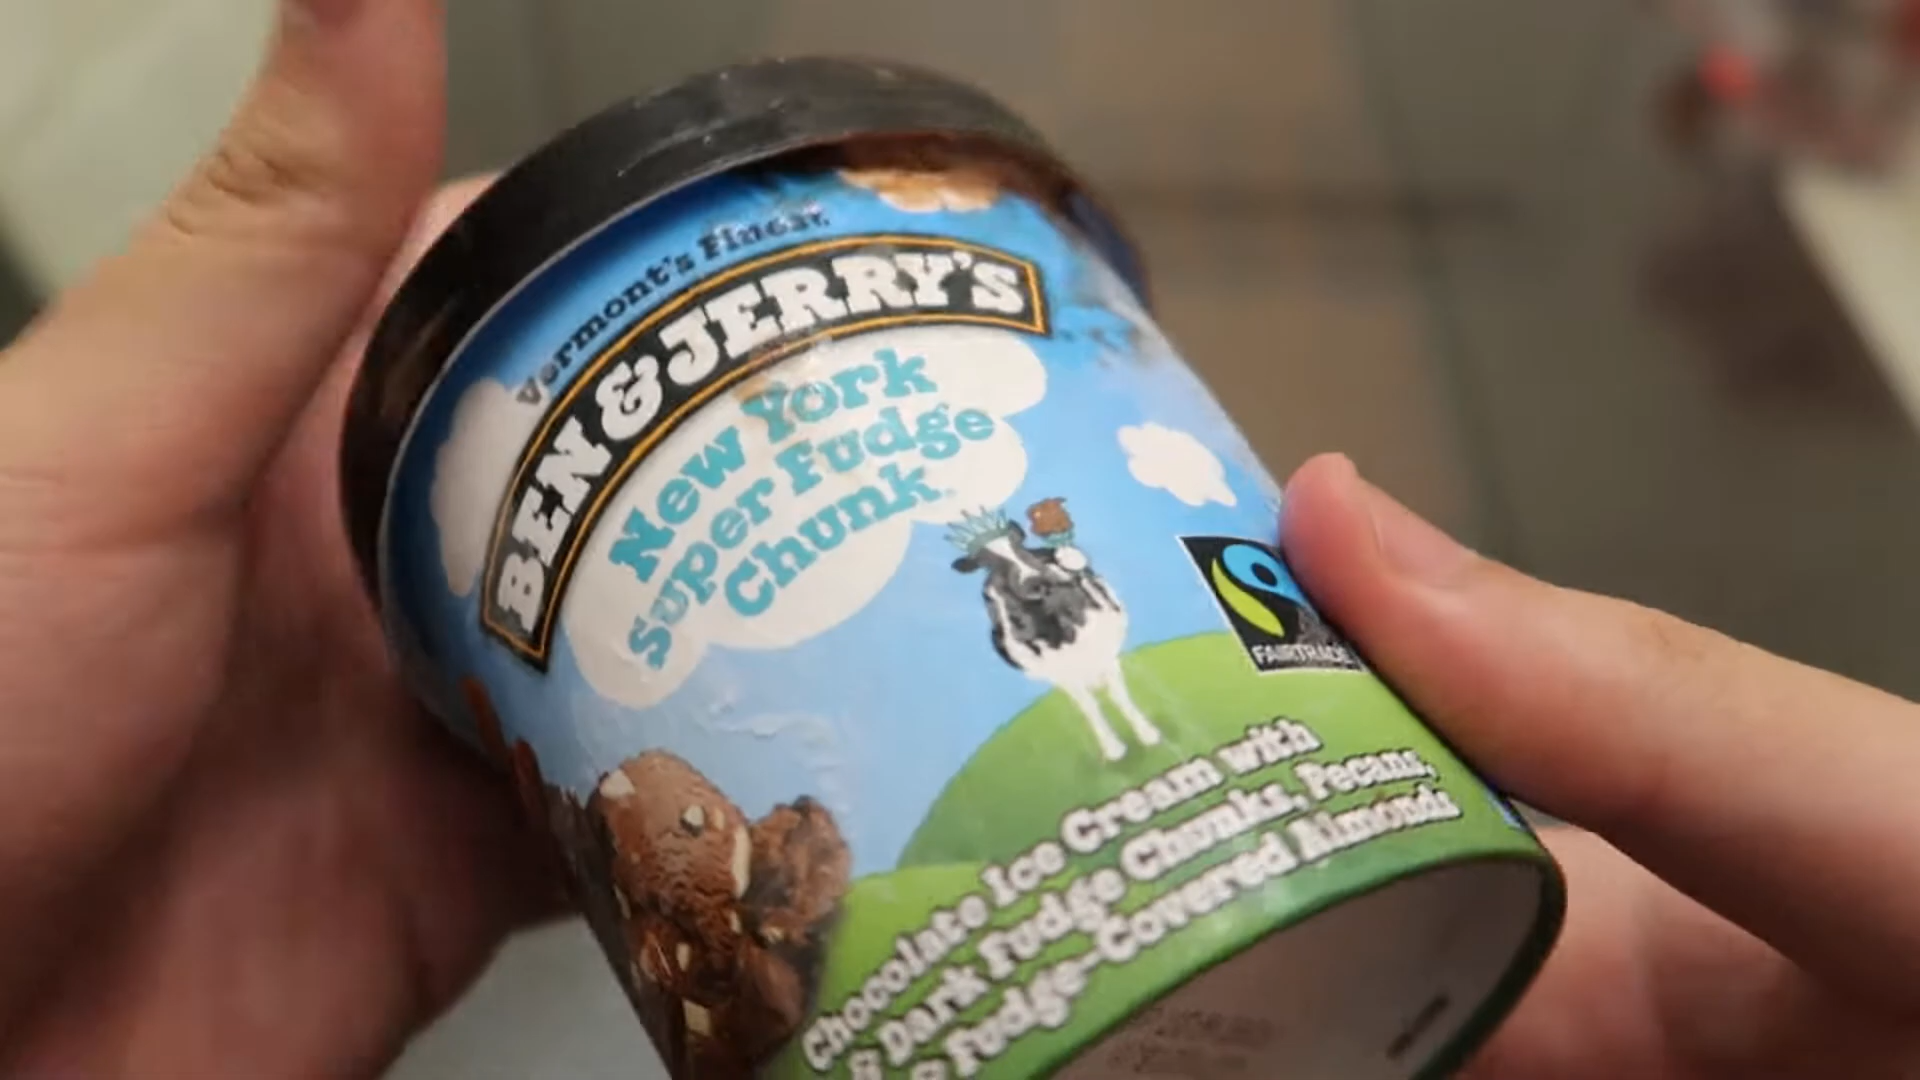 Vermont's Finest
BEN & JERRY'S
New York
Super Fudge
Chunk
FAIRTRADE
Chocolate Ice Cream with
& Dark Fudge Chunks, Pecans,
& Fudge-Covered Almonds